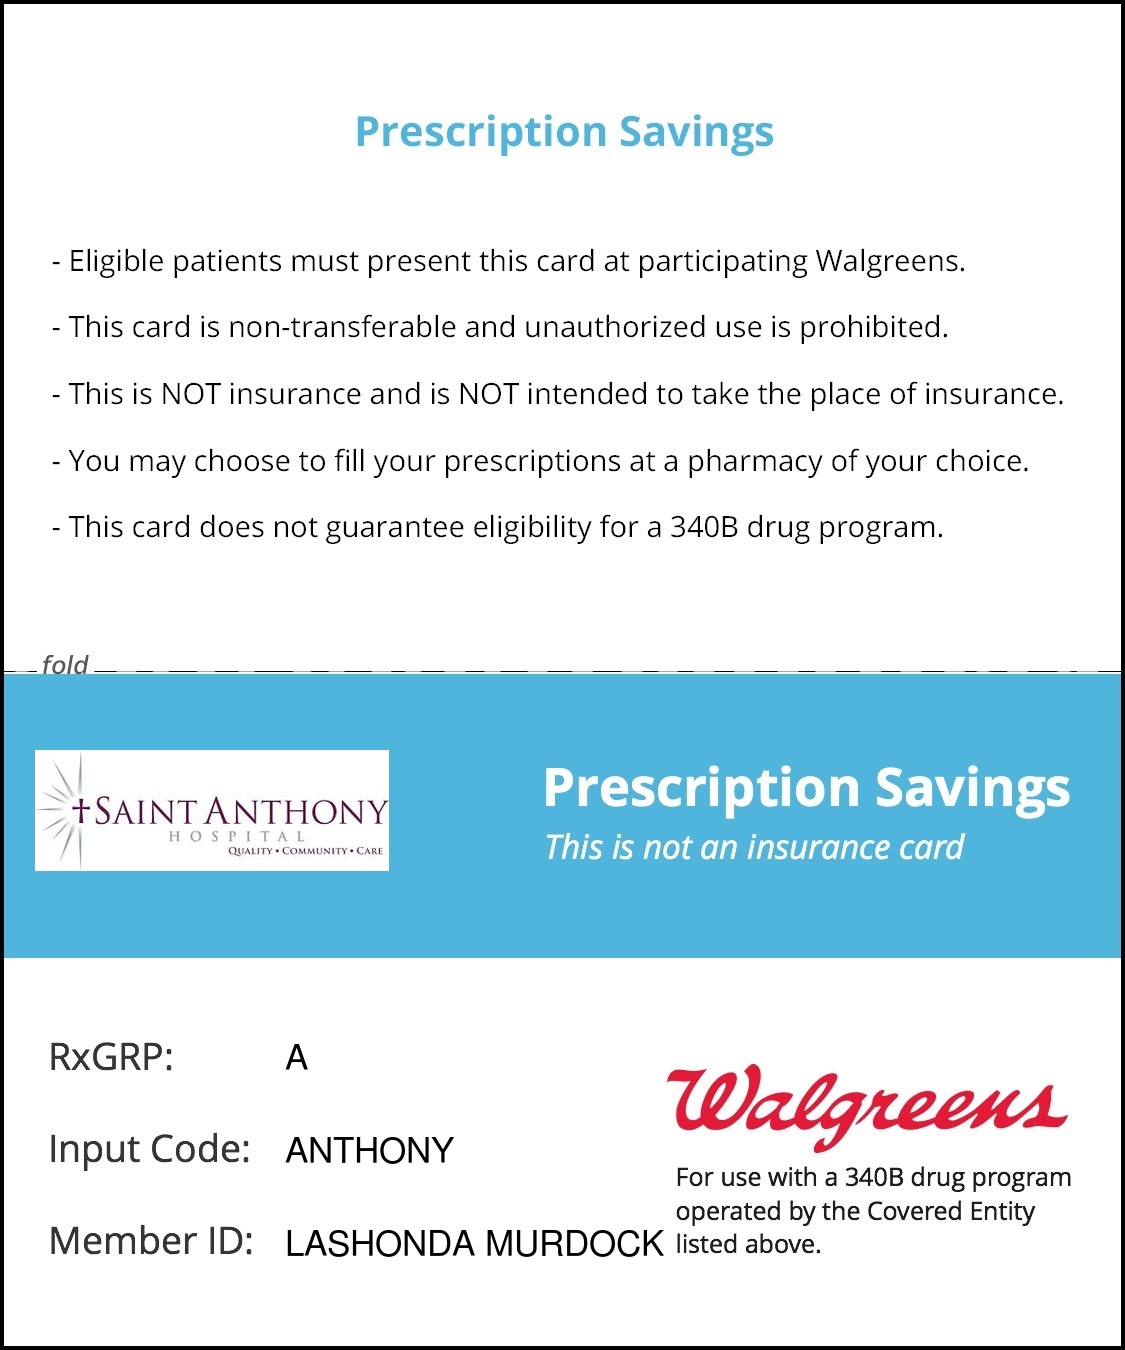 Prescription Savings
- Eligible patients must present this card at participating Walgreens.
- This card is non-transferable and unauthorized use is prohibited.
- This is NOT insurance and is NOT intended to take the place of insurance.
- You may choose to fill your prescriptions at a pharmacy of your choice.
- This card does not guarantee eligibility for a 340B drug program.
fold
SAINT ANTHONY
HOSPITAL
QUALITY • COMMUNITY • CARE
Prescription Savings
This is not an insurance card
RxGRP: A
Input Code: ANTHONY
Member ID: LASHONDA MURDOCK
Walgreens
For use with a 340B drug program
operated by the Covered Entity
listed above.